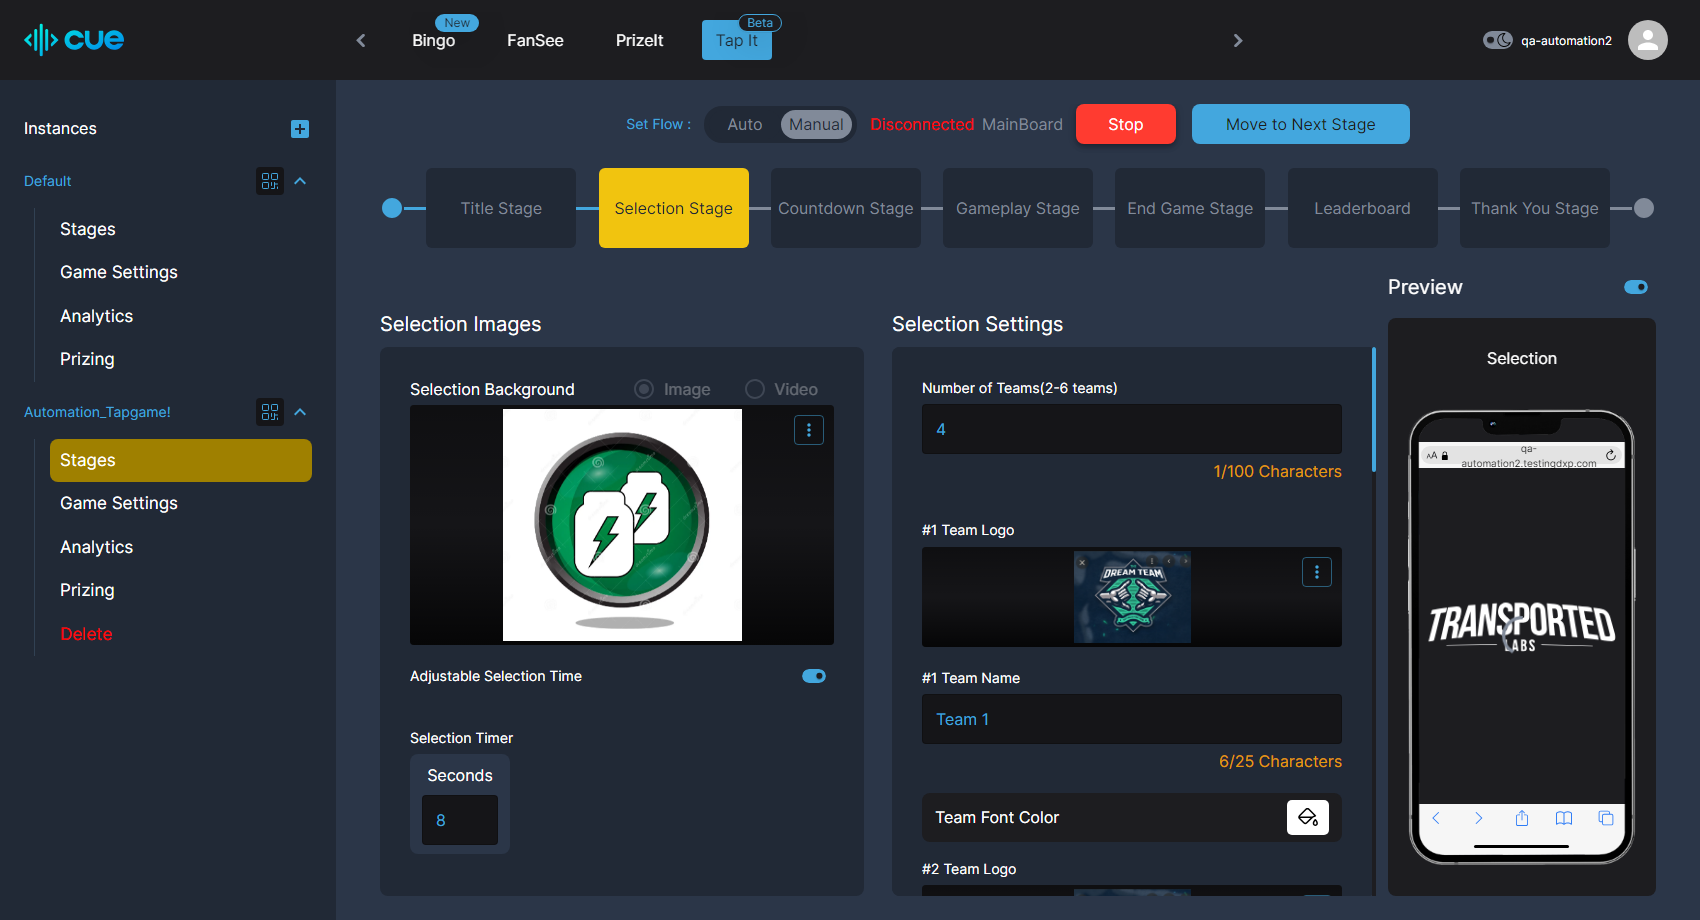 cue
New
Bingo
FanSee
PrizeIt
Beta
Tap It
qa-automation2
Instances
Default
Stages
Game Settings
Analytics
Prizing
Automation_Tapgame!
Stages
Game Settings
Analytics
Prizing
Delete
Set Flow :
Auto
Manual
Disconnected MainBoard
Stop
Move to Next Stage
Title Stage
Selection Stage
Countdown Stage
Gameplay Stage
End Game Stage
Leaderboard
Thank You Stage
Selection Images
Selection Background
Image
Video
Adjustable Selection Time
Selection Timer
Seconds
8
Selection Settings
Number of Teams(2-6 teams)
4
1/100 Characters
#1 Team Logo
DREAM TEAM
#1 Team Name
Team 1
6/25 Characters
Team Font Color
#2 Team Logo
Preview
Selection
AA
qa-
automation2.testingdxp.com
TRANSPORTED
LABS